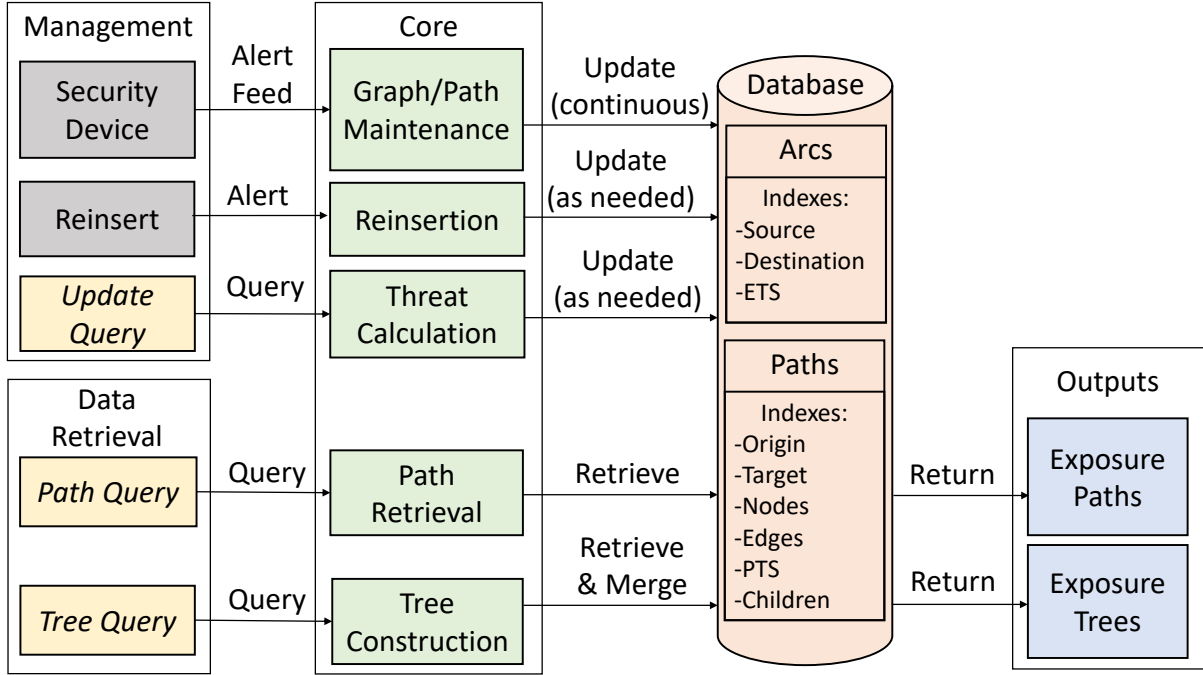 Management
Security
Device
Reinsert
Update
Query
Data
Retrieval
Path Query
Tree Query
Alert
Feed
Alert
Query
Query
Query
Core
Graph/Path
Maintenance
Reinsertion
Threat
Calculation
Path
Retrieval
Tree
Construction
Update
(continuous)
Update
(as needed)
Update
(as needed)
Retrieve
Retrieve
& Merge
Database
Arcs
Indexes:
-Source
-Destination
-ETS
Paths
Indexes:
-Origin
-Target
-Nodes
-Edges
-PTS
-Children
Return
Return
Outputs
Exposure
Paths
Exposure
Trees